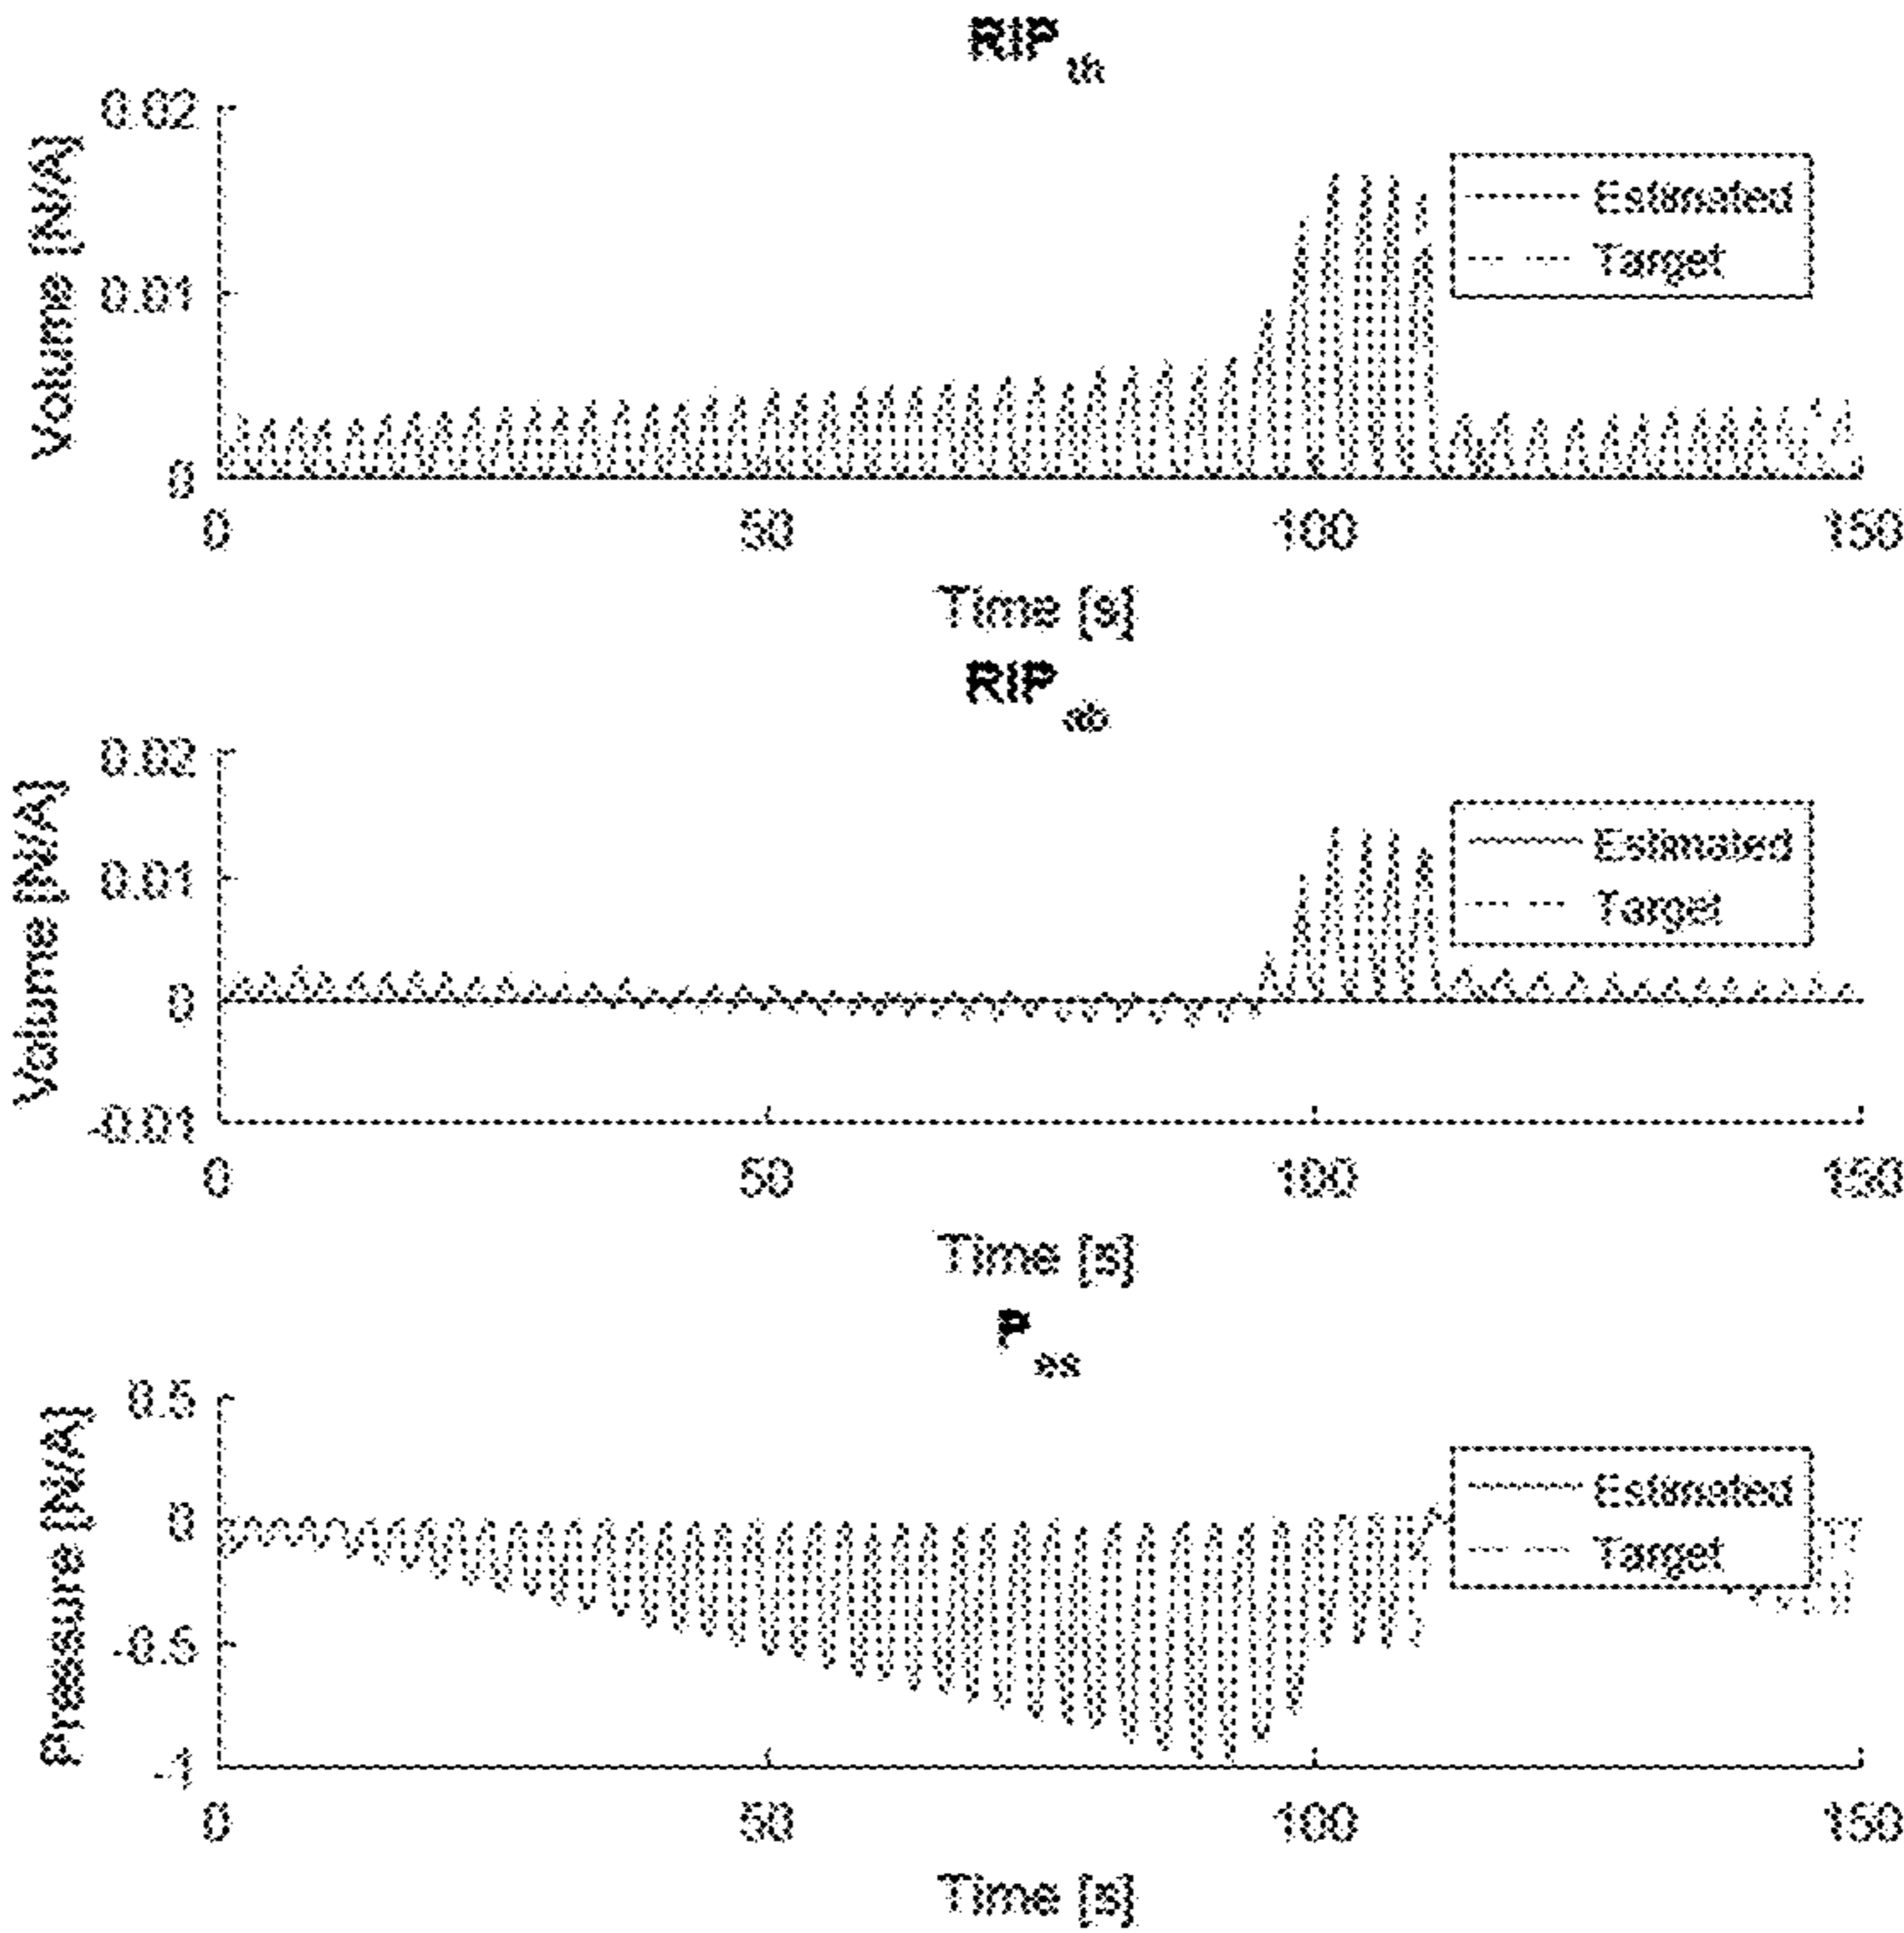 RIP th
0.02
0.01
0
Volume [N/A]
Estimated
Target
0 50 100 150
Time [s]
RIP ab
0.02
0.01
0
-0.01
Volume [N/A]
Estimated
Target
0 50 100 150
Time [s]
P es
0.5
0
-0.5
-1
Pressure [N/A]
Estimated
Target
0 50 100 150
Time [s]